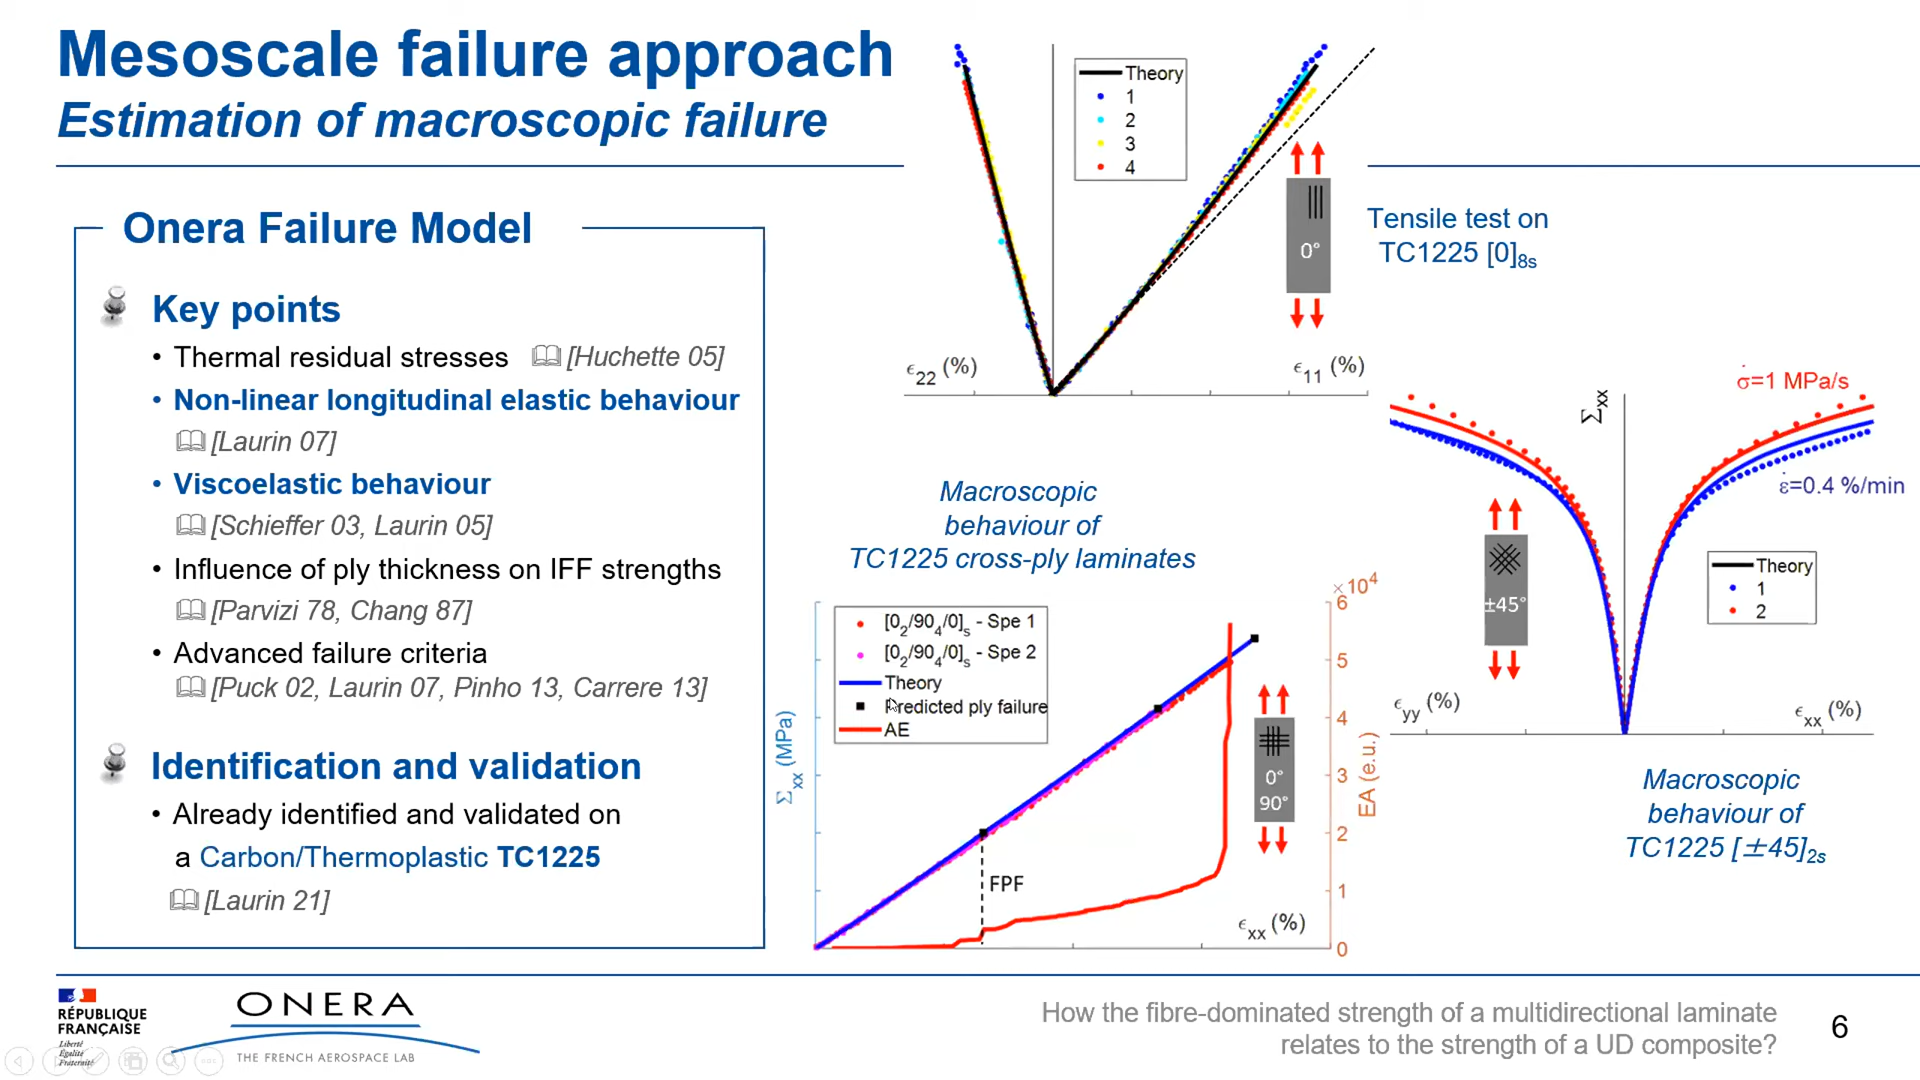 Mesoscale failure approach
Estimation of macroscopic failure
Onera Failure Model
Key points
• Thermal residual stresses [Huchette 05]
• Non-linear longitudinal elastic behaviour
[Laurin 07]
• Viscoelastic behaviour
[Schieffer 03, Laurin 05]
• Influence of ply thickness on IFF strengths
[Parvizi 78, Chang 87]
• Advanced failure criteria
[Puck 02, Laurin 07, Pinho 13, Carrere 13]
Identification and validation
• Already identified and validated on
a Carbon/Thermoplastic TC1225
[Laurin 21]
Theory
1
2
3
4
0°
ϵ22 (%)
ϵ11 (%)
Tensile test on
TC1225 [0]8s
Macroscopic
behaviour of
TC1225 cross-ply laminates
[02/904/0]s - Spe 1
[02/904/0]s - Spe 2
Theory
Predicted ply failure
AE
FPF
Σxx (MPa)
ϵxx (%)
0°
90°
×10⁴
6
5
4
3
2
1
0
EA (e.u.)
Σxx
σ̇=1 MPa/s
ε̇=0.4 %/min
±45°
Theory
1
2
ϵyy (%)
ϵxx (%)
Macroscopic
behaviour of
TC1225 [±45]2s
RÉPUBLIQUE
FRANÇAISE
Liberté
Égalité
Fraternité
ONERA
THE FRENCH AEROSPACE LAB
How the fibre-dominated strength of a multidirectional laminate
relates to the strength of a UD composite?
6